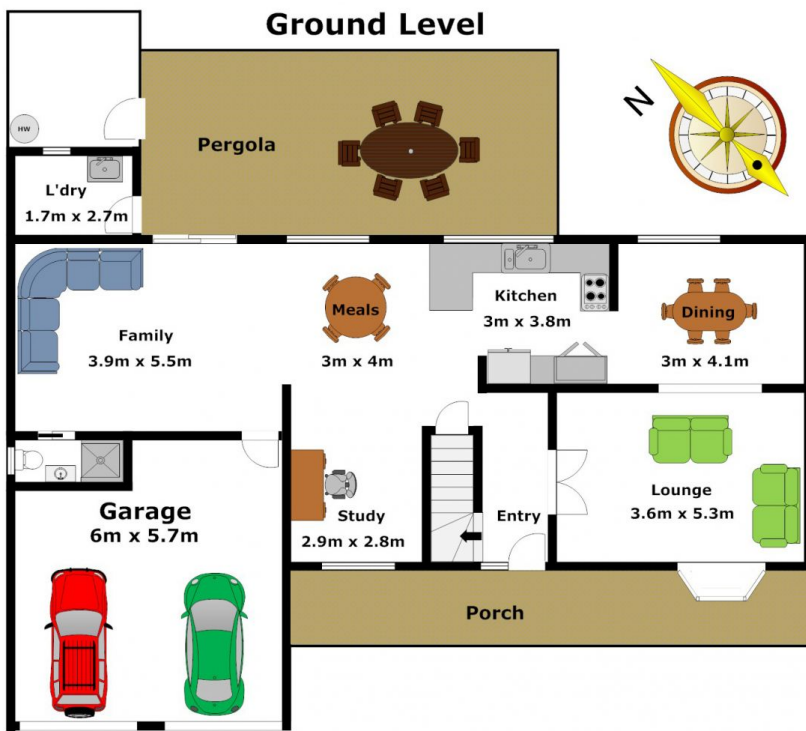 Ground Level
N
HW
Pergola
L'dry
1.7m x 2.7m
Family
3.9m x 5.5m
Meals
3m x 4m
Kitchen
3m x 3.8m
Dining
3m x 4.1m
Garage
6m x 5.7m
Study
2.9m x 2.8m
Entry
Lounge
3.6m x 5.3m
Porch